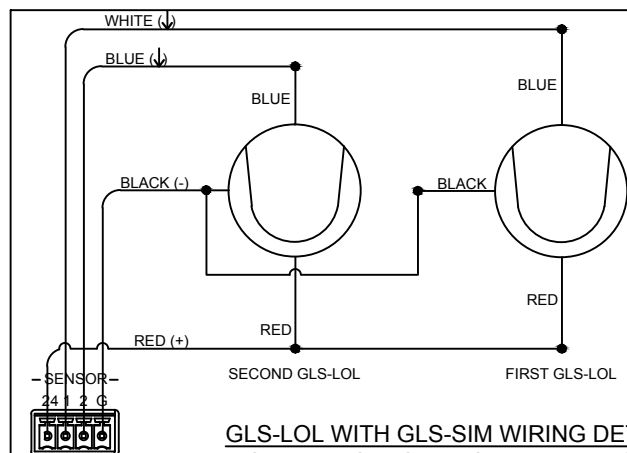 WHITE (-)
BLUE (-)
BLUE
BLUE
BLACK (-)
BLACK
RED
RED
RED (+)
SECOND GLS-LOL
FIRST GLS-LOL
SENSOR
24 1 2 G
GLS-LOL WITH GLS-SIM WIRING DE